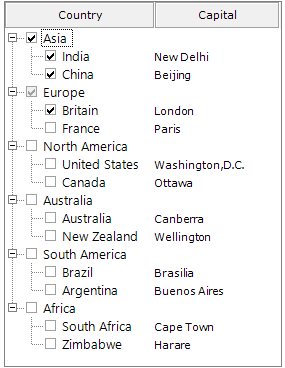 Country Capital
Asia
India New Delhi
China Beijing
Europe
Britain London
France Paris
North America
United States Washington,D.C.
Canada Ottawa
Australia
Australia Canberra
New Zealand Wellington
South America
Brazil Brasilia
Argentina Buenos Aires
Africa
South Africa Cape Town
Zimbabwe Harare